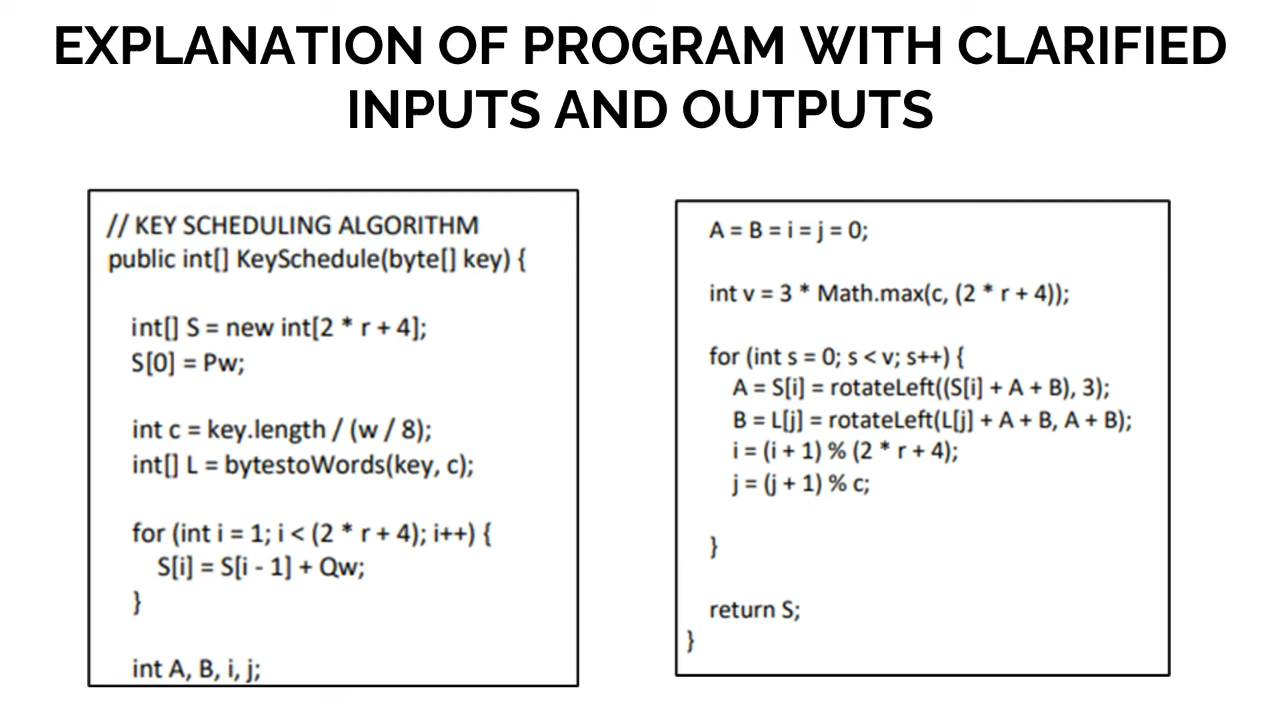 EXPLANATION OF PROGRAM WITH CLARIFIED
INPUTS AND OUTPUTS
// KEY SCHEDULING ALGORITHM
public int[] KeySchedule(byte[] key) {
int[] S = new int[2 * r + 4];
S[0] = Pw;
int c = key.length / (w / 8);
int[] L = bytestoWords(key, c);
for (int i = 1; i < (2 * r + 4); i++) {
S[i] = S[i - 1] + Qw;
}
int A, B, i, j;
A = B = i = j = 0;
int v = 3 * Math.max(c, (2 * r + 4));
for (int s = 0; s < v; s++) {
A = S[i] = rotateLeft((S[i] + A + B), 3);
B = L[j] = rotateLeft(L[j] + A + B, A + B);
i = (i + 1) % (2 * r + 4);
j = (j + 1) % c;
}
return S;
}